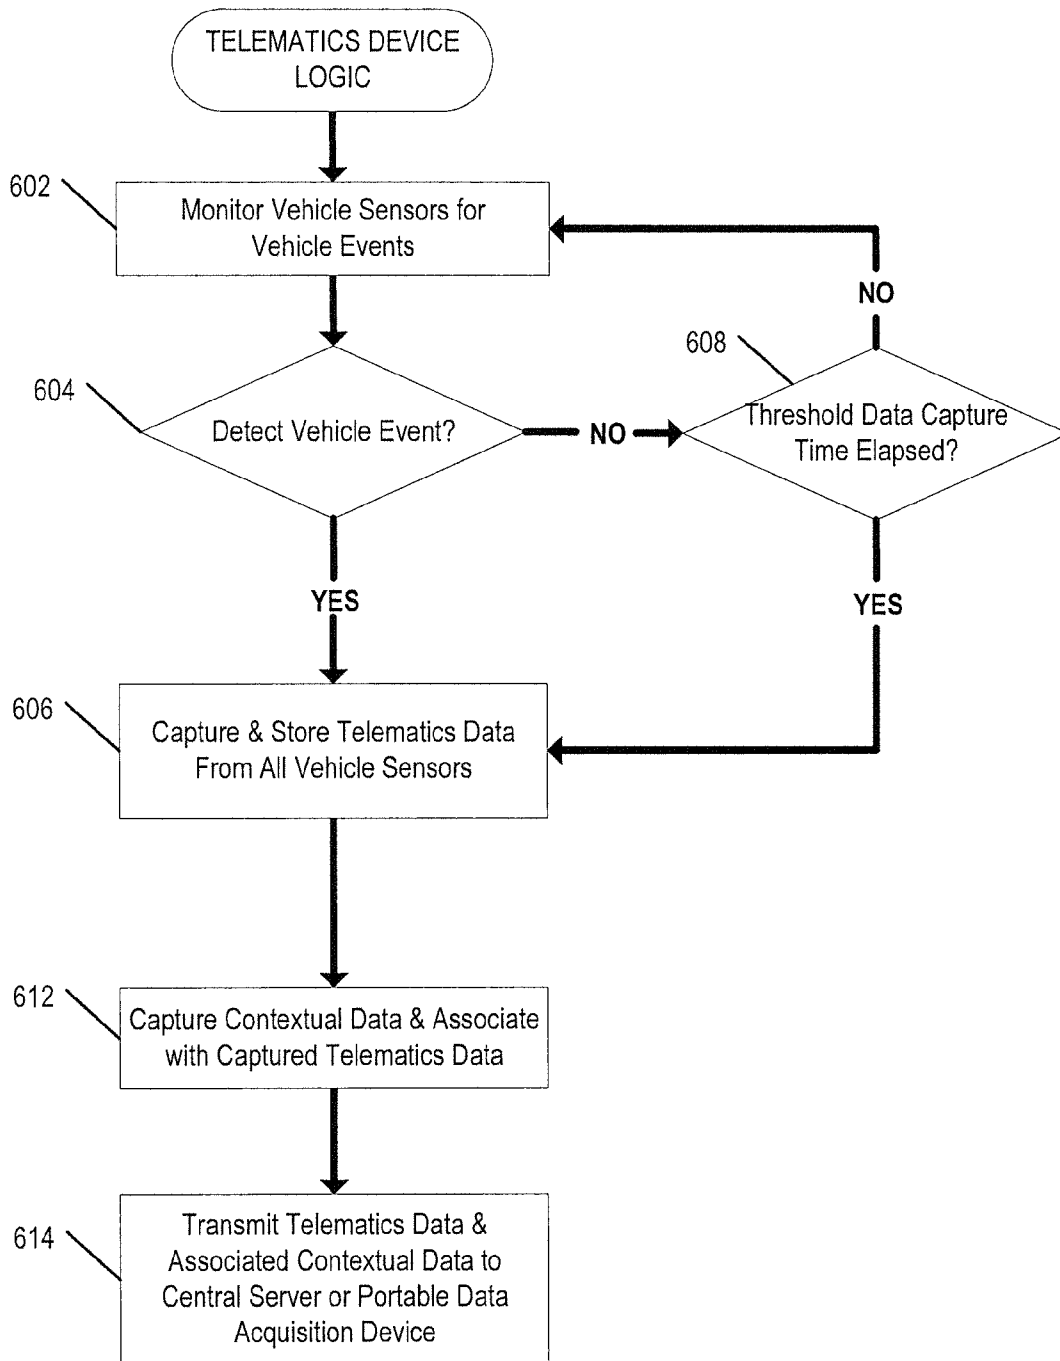 TELEMATICS DEVICE
LOGIC
602
Monitor Vehicle Sensors for
Vehicle Events
NO
608
604
Detect Vehicle Event?
NO
Threshold Data Capture
Time Elapsed?
YES
YES
606
Capture & Store Telematics Data
From All Vehicle Sensors
612
Capture Contextual Data & Associate
with Captured Telematics Data
614
Transmit Telematics Data &
Associated Contextual Data to
Central Server or Portable Data
Acquisition Device